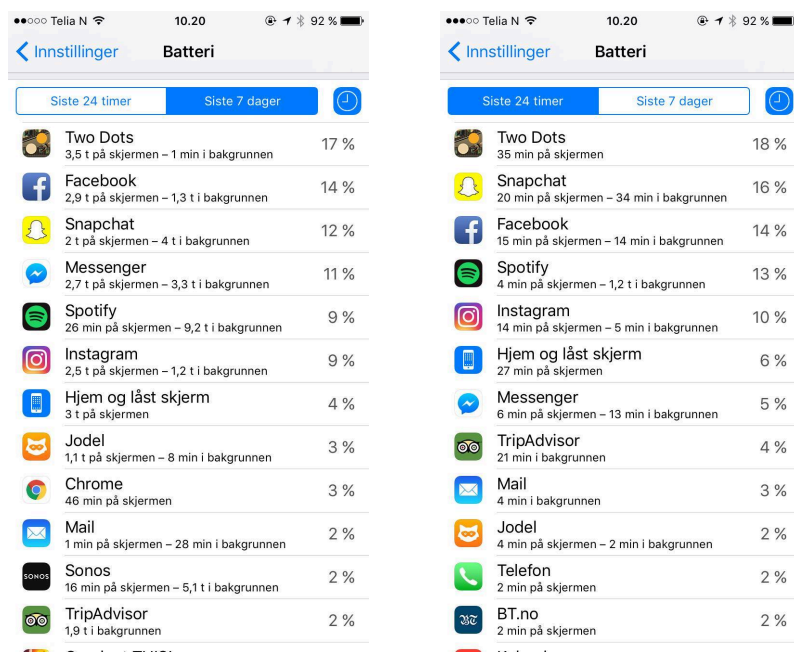 Telia N 10.20 92 %
Innstillinger Batteri
Siste 24 timer Siste 7 dager
Two Dots
3,5 t på skjermen – 1 min i bakgrunnen
17 %
Facebook
2,9 t på skjermen – 1,3 t i bakgrunnen
14 %
Snapchat
2 t på skjermen – 4 t i bakgrunnen
12 %
Messenger
2,7 t på skjermen – 3,3 t i bakgrunnen
11 %
Spotify
26 min på skjermen – 9,2 t i bakgrunnen
9 %
Instagram
2,5 t på skjermen – 1,2 t i bakgrunnen
9 %
Hjem og låst skjerm
3 t på skjermen
4 %
Jodel
1,1 t på skjermen – 8 min i bakgrunnen
3 %
Chrome
46 min på skjermen
3 %
Mail
1 min på skjermen – 28 min i bakgrunnen
2 %
SONOS
Sonos
16 min på skjermen – 5,1 t i bakgrunnen
2 %
TripAdvisor
1,9 t i bakgrunnen
2 %
Telia N 10.20 92 %
Innstillinger Batteri
Siste 24 timer Siste 7 dager
Two Dots
35 min på skjermen
18 %
Snapchat
20 min på skjermen – 34 min i bakgrunnen
16 %
Facebook
15 min på skjermen – 14 min i bakgrunnen
14 %
Spotify
4 min på skjermen – 1,2 t i bakgrunnen
13 %
Instagram
14 min på skjermen – 5 min i bakgrunnen
10 %
Hjem og låst skjerm
27 min på skjermen
6 %
Messenger
6 min på skjermen – 13 min i bakgrunnen
5 %
TripAdvisor
21 min i bakgrunnen
4 %
Mail
4 min i bakgrunnen
3 %
Jodel
4 min på skjermen – 2 min i bakgrunnen
2 %
Telefon
2 min på skjermen
2 %
BT
BT.no
2 min på skjermen
2 %